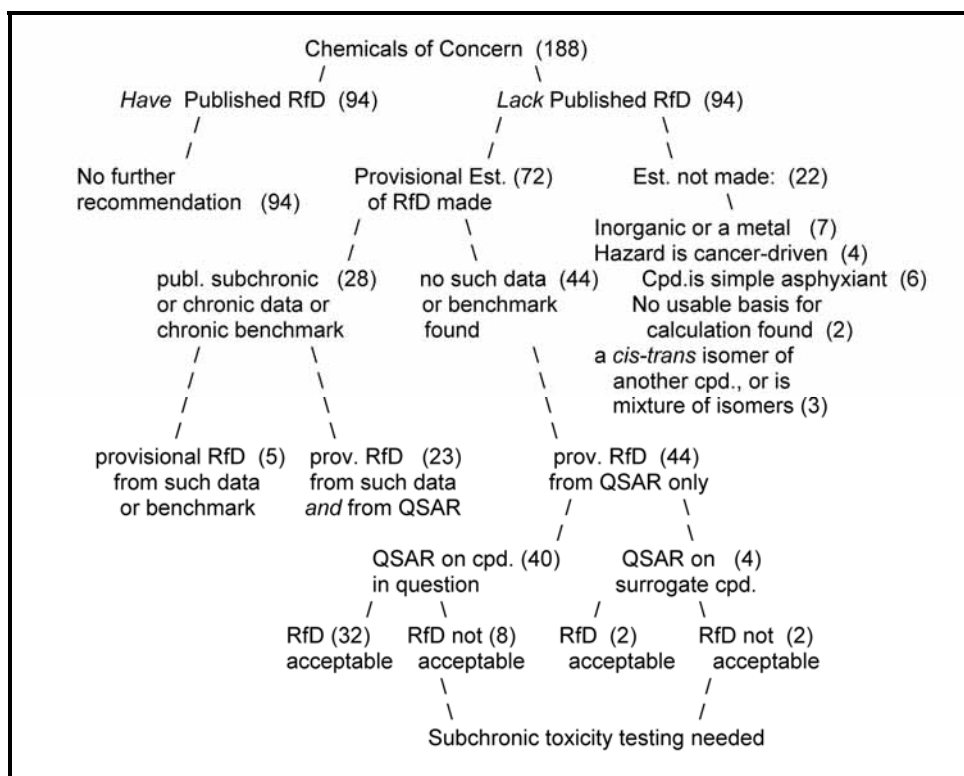 Chemicals of Concern (188)
Have Published RfD (94)
Lack Published RfD (94)
No further
recommendation (94)
Provisional Est. (72)
of RfD made
Est. not made: (22)
Inorganic or a metal (7)
Hazard is cancer-driven (4)
Cpd.is simple asphyxiant (6)
No usable basis for
calculation found (2)
a cis-trans isomer of
another cpd., or is
mixture of isomers (3)
publ. subchronic (28)
or chronic data or
chronic benchmark
no such data (44)
or benchmark
found
provisional RfD (5)
from such data
or benchmark
prov. RfD (23)
from such data
and from QSAR
prov. RfD (44)
from QSAR only
QSAR on cpd. (40)
in question
QSAR on (4)
surrogate cpd.
RfD (32)
acceptable
RfD not (8)
acceptable
RfD (2)
acceptable
RfD not (2)
acceptable
Subchronic toxicity testing needed